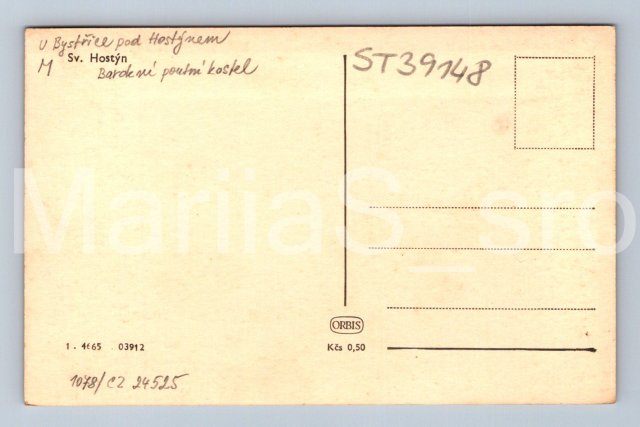 U Bystřice pod Hostýnem
M Sv. Hostýn
Barokní poutní kostel
ST39148
MariiaS_sro
ORBIS
1 . 4665 . 03912
Kčs 0,50
1078/CZ 24525